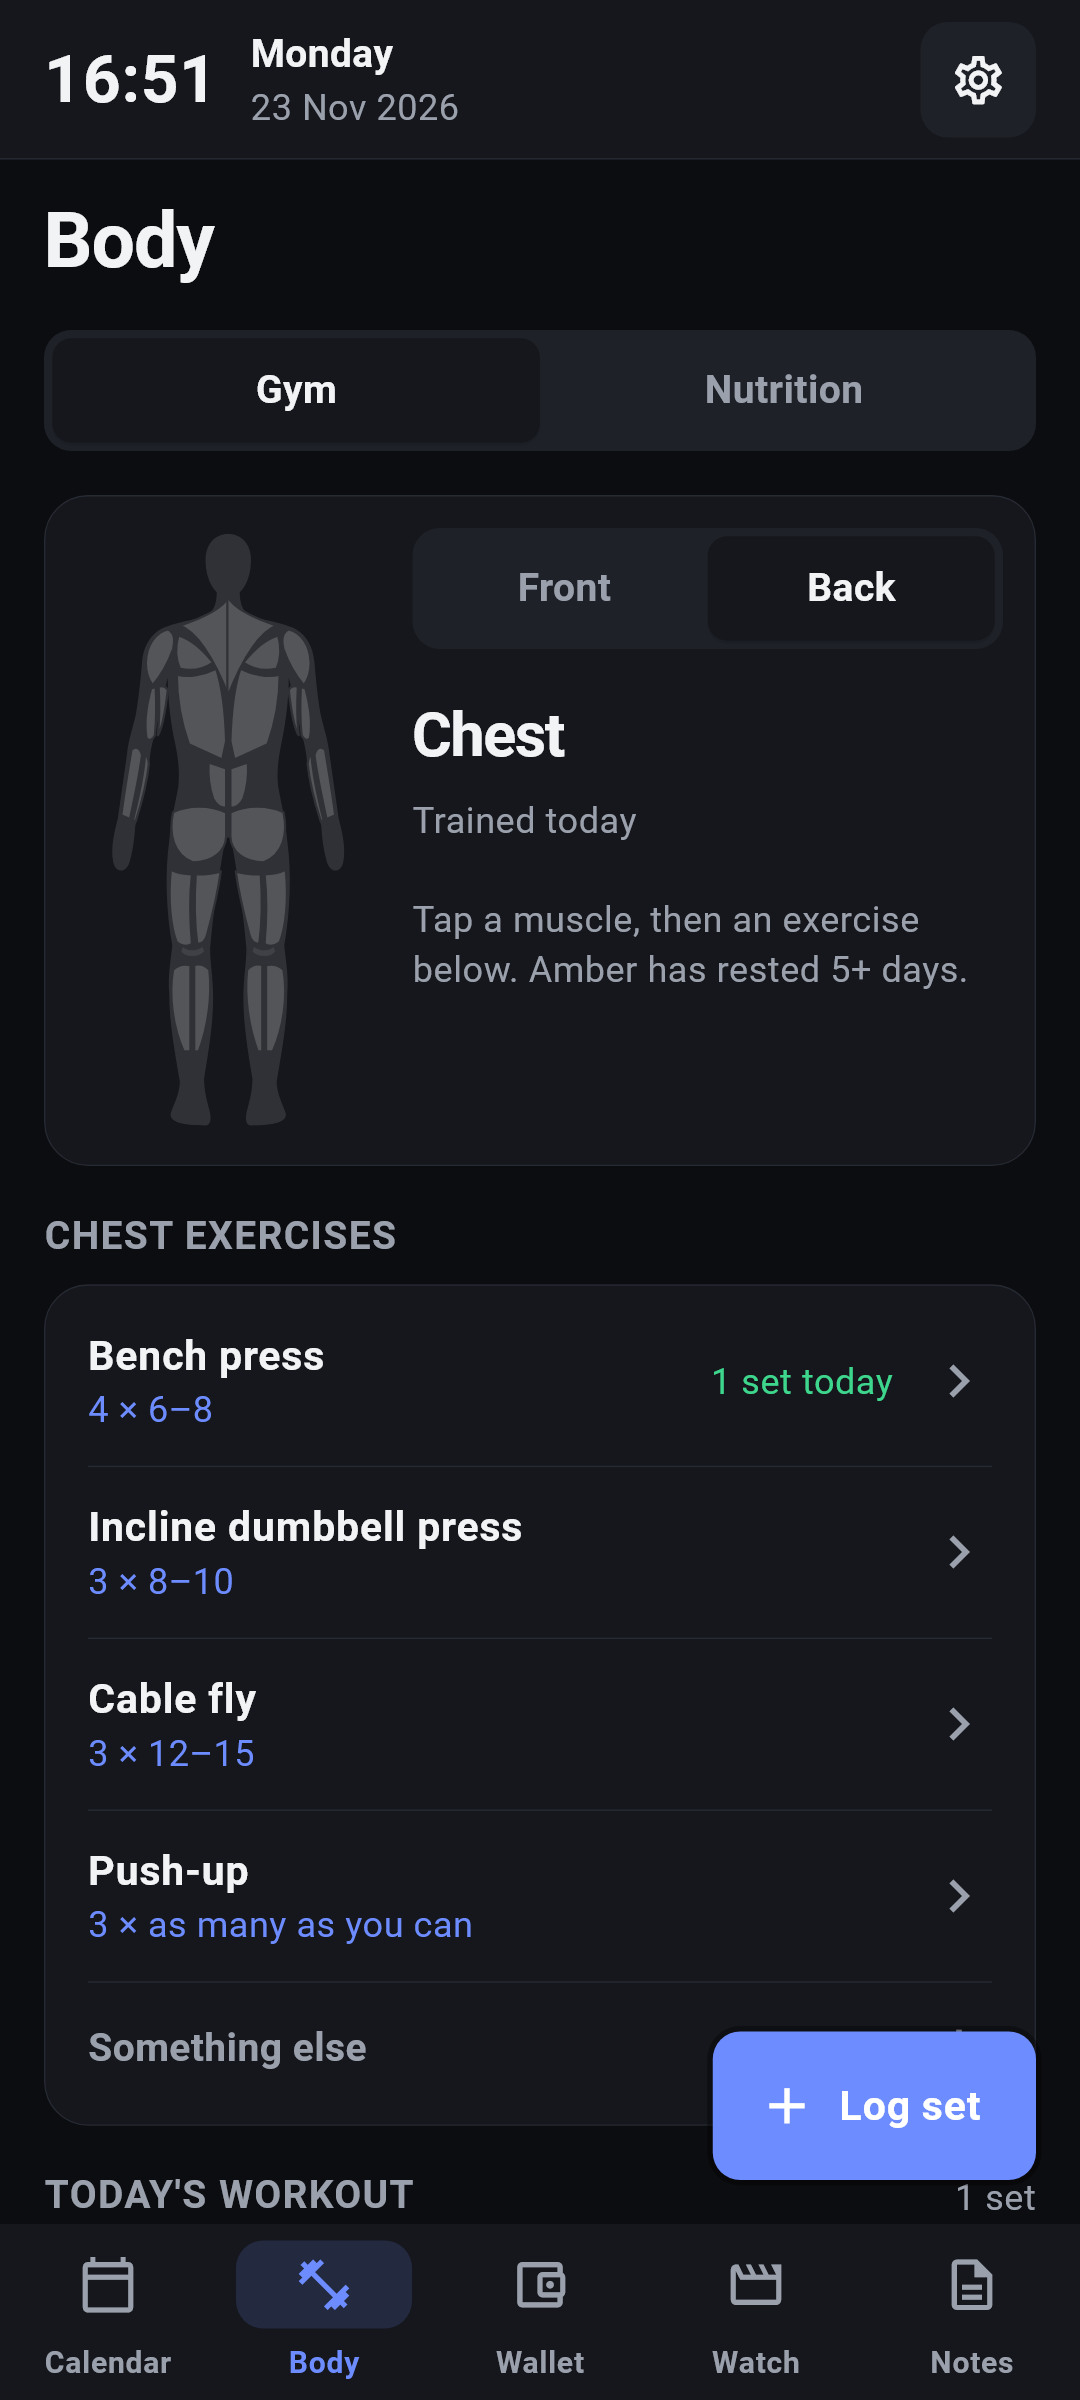 16:51
Monday
23 Nov 2026
Body
Gym
Nutrition
Front
Back
Chest
Trained today
Tap a muscle, then an exercise
below. Amber has rested 5+ days.
CHEST EXERCISES
Bench press
4 × 6–8
1 set today
Incline dumbbell press
3 × 8–10
Cable fly
3 × 12–15
Push-up
3 × as many as you can
Something else
Log set
TODAY'S WORKOUT
1 set
Calendar
Body
Wallet
Watch
Notes